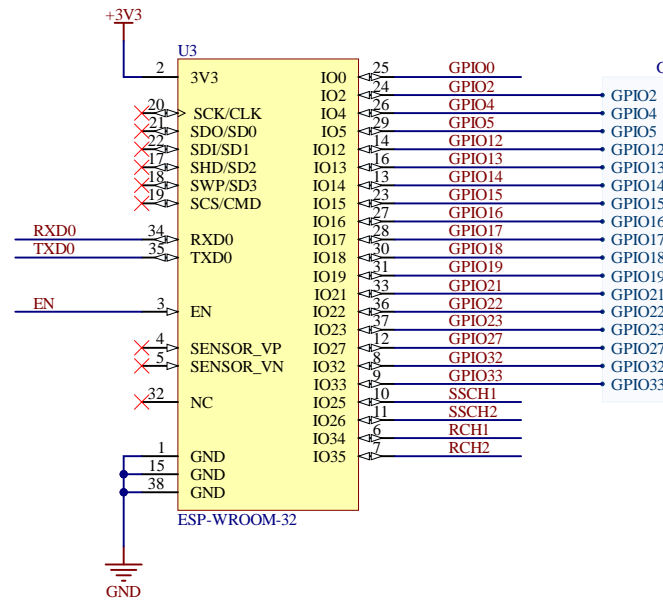 +3V3
U3
2 3V3 IO0 25 GPIO0
IO2 24 GPIO2 GPIO2
20 SCK/CLK IO4 26 GPIO4 GPIO4
21 SDO/SD0 IO5 29 GPIO5 GPIO5
22 SDI/SD1 IO12 14 GPIO12 GPIO12
17 SHD/SD2 IO13 16 GPIO13 GPIO13
18 SWP/SD3 IO14 13 GPIO14 GPIO14
19 SCS/CMD IO15 23 GPIO15 GPIO15
IO16 27 GPIO16 GPIO16
RXD0 34 RXD0 IO17 28 GPIO17 GPIO17
TXD0 35 TXD0 IO18 30 GPIO18 GPIO18
IO19 31 GPIO19 GPIO19
IO21 33 GPIO21 GPIO21
EN 3 EN IO22 36 GPIO22 GPIO22
IO23 37 GPIO23 GPIO23
4 SENSOR_VP IO27 12 GPIO27 GPIO27
5 SENSOR_VN IO32 8 GPIO32 GPIO32
IO33 9 GPIO33 GPIO33
32 NC IO25 10 SSCH1
IO26 11 SSCH2
IO34 6 RCH1
1 GND IO35 7 RCH2
15 GND
38 GND
ESP-WROOM-32
GND